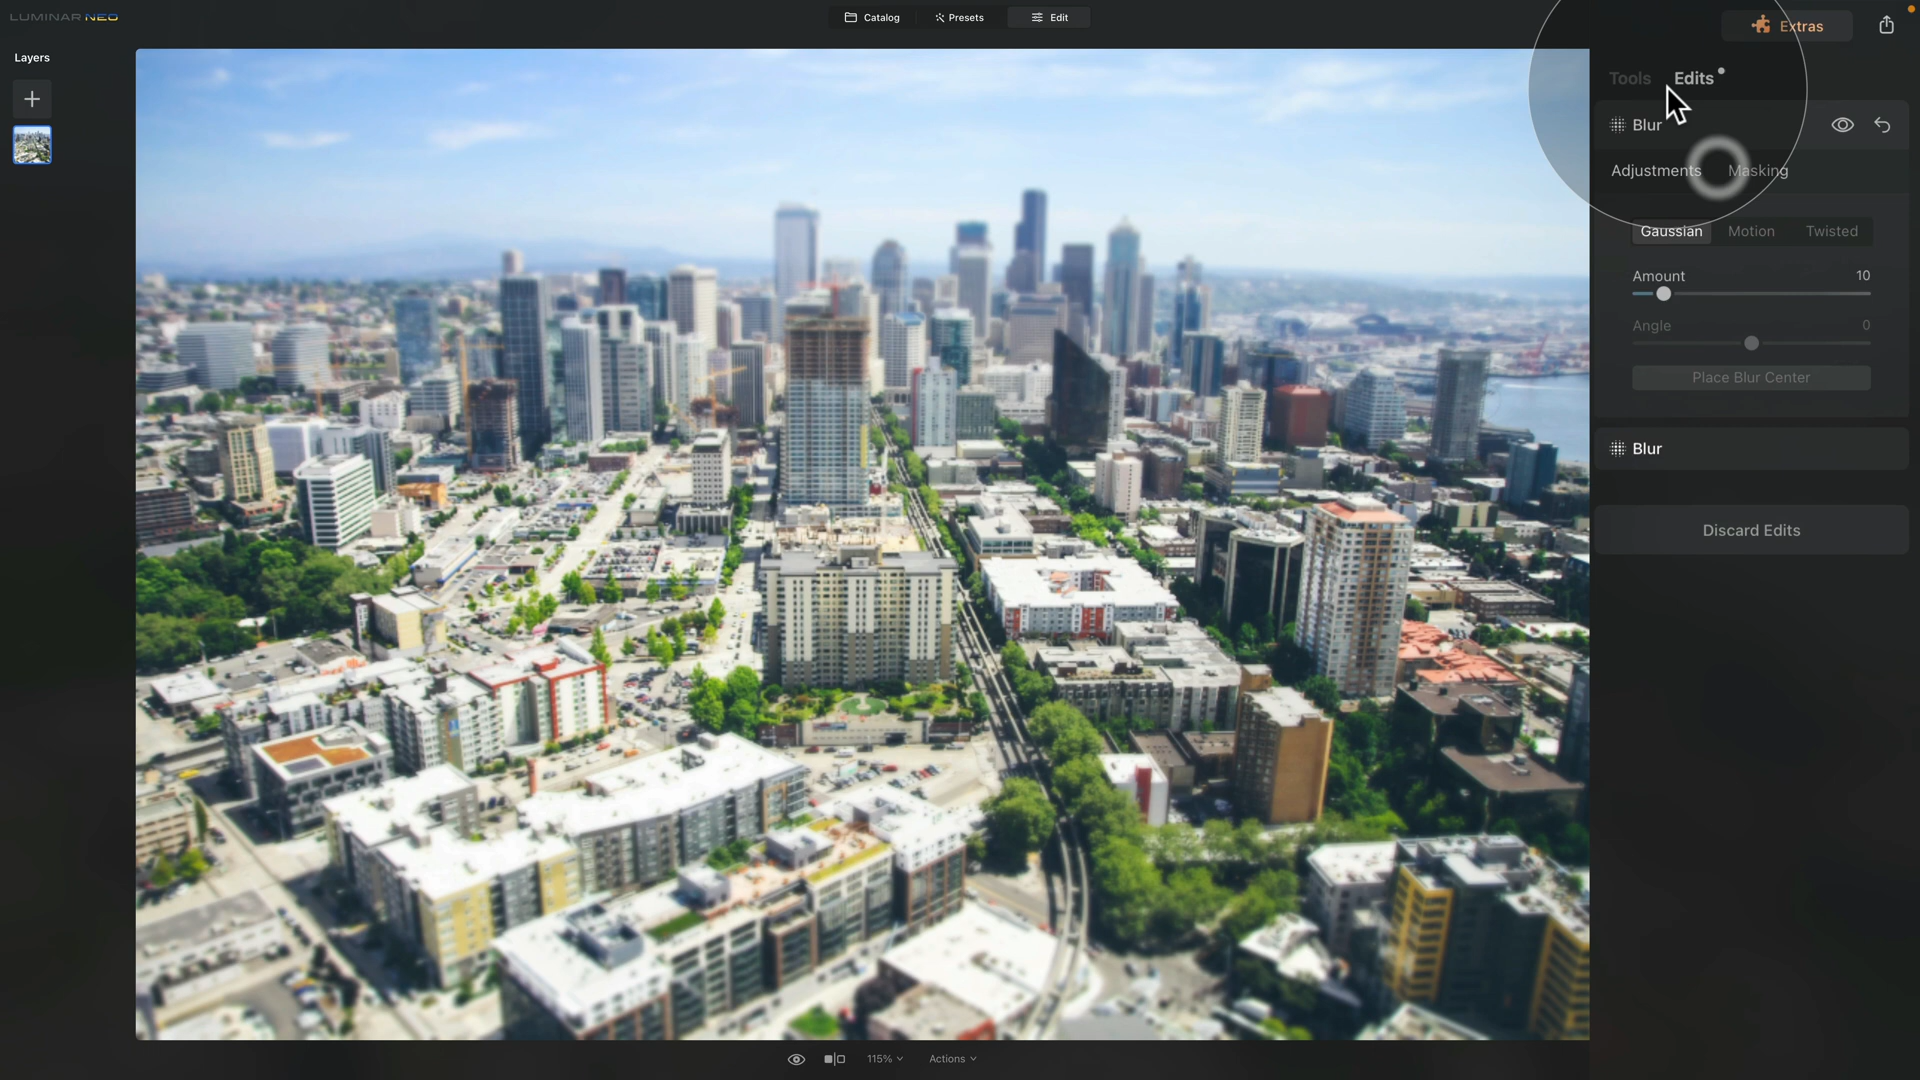 LUMINAR NEO
Catalog
Presets
Edit
Extras
Layers
Tools
Edits
Blur
Adjustments
Masking
Gaussian
Motion
Twisted
Amount 10
Angle 0
Place Blur Center
Blur
Discard Edits
115%
Actions